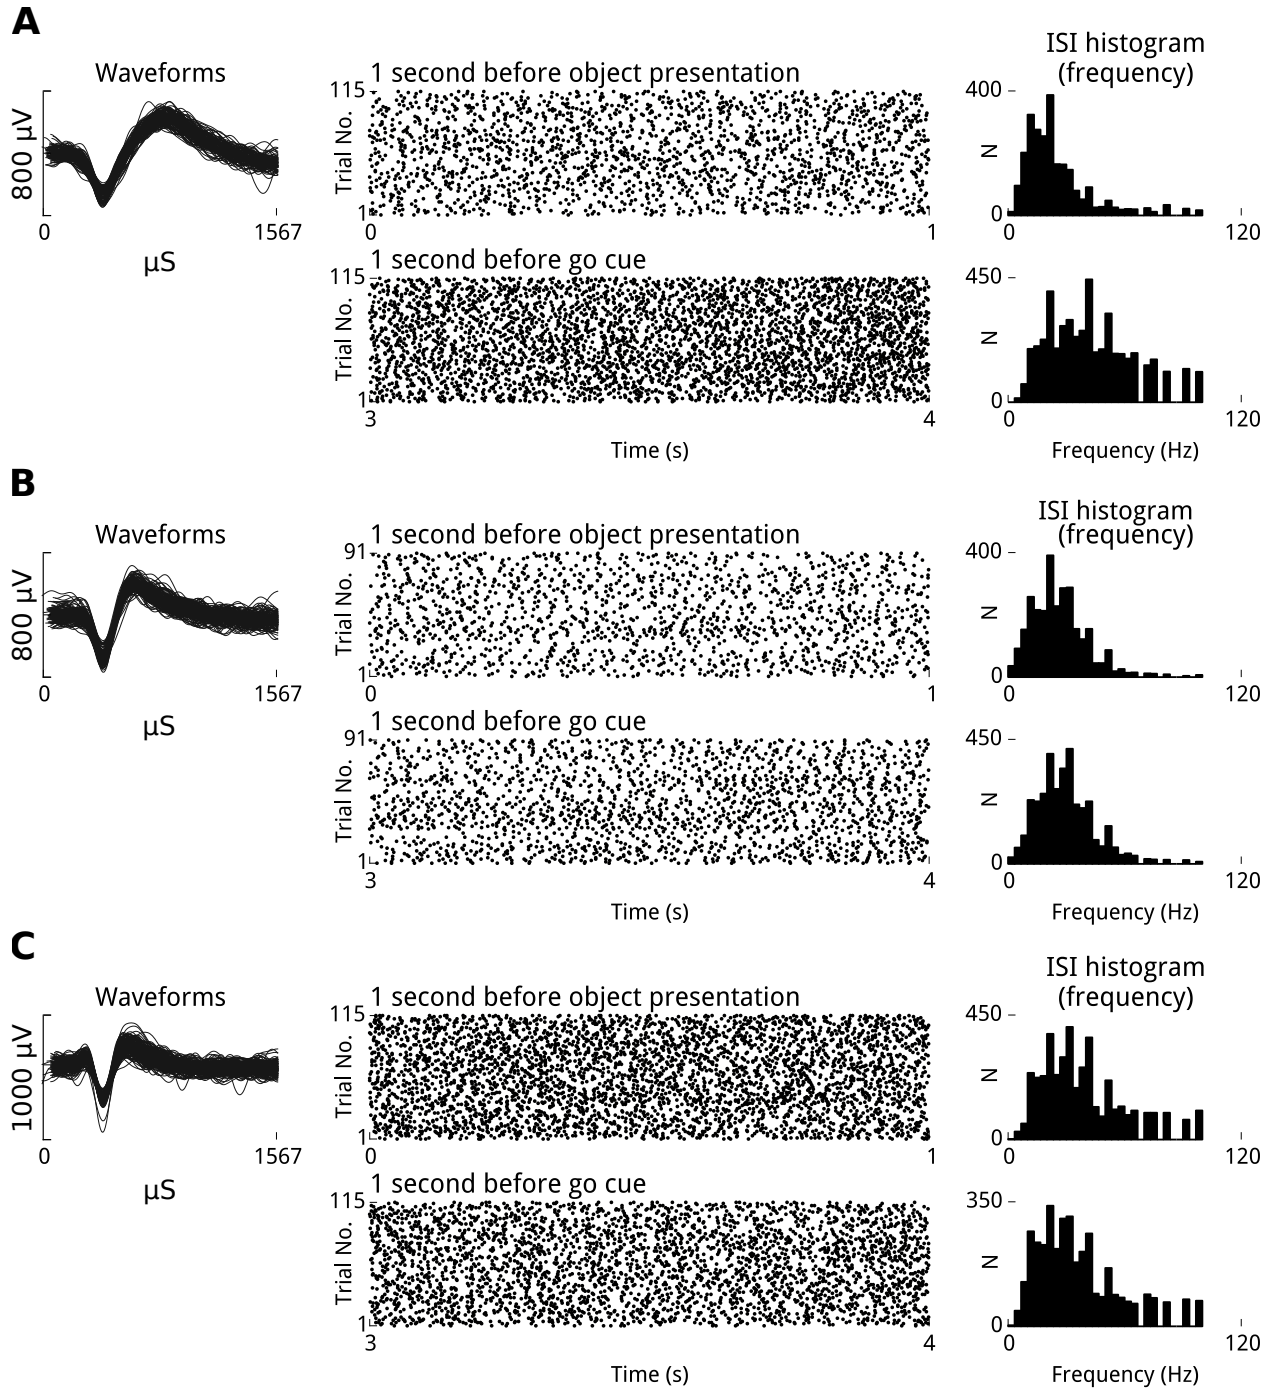 A
Waveforms
800 µV
0
1567
µS
1 second before object presentation
115
Trial No.
1
0
1
ISI histogram
(frequency)
400
N
0
0
120
1 second before go cue
115
Trial No.
1
3
4
Time (s)
450
N
0
0
120
Frequency (Hz)
B
Waveforms
800 µV
0
1567
µS
1 second before object presentation
91
Trial No.
1
0
1
ISI histogram
(frequency)
400
N
0
0
120
1 second before go cue
91
Trial No.
1
3
4
Time (s)
450
N
0
0
120
Frequency (Hz)
C
Waveforms
1000 µV
0
1567
µS
1 second before object presentation
115
Trial No.
1
0
1
ISI histogram
(frequency)
450
N
0
0
120
1 second before go cue
115
Trial No.
1
3
4
Time (s)
350
N
0
0
120
Frequency (Hz)